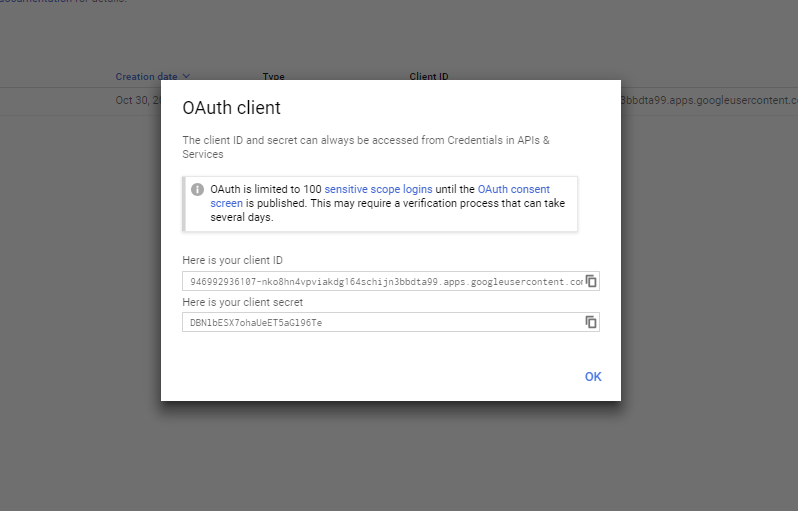 documentation for details.
Creation date Type Client ID
Oct 30, 3bbdta99.apps.googleusercontent.co
OAuth client
The client ID and secret can always be accessed from Credentials in APIs &
Services
OAuth is limited to 100 sensitive scope logins until the OAuth consent
screen is published. This may require a verification process that can take
several days.
Here is your client ID
946992936107-nko8hn4vpviakdg164schijn3bbdta99.apps.googleusercontent.com
Here is your client secret
DBNlbESX7ohaUeET5aGl96Te
OK